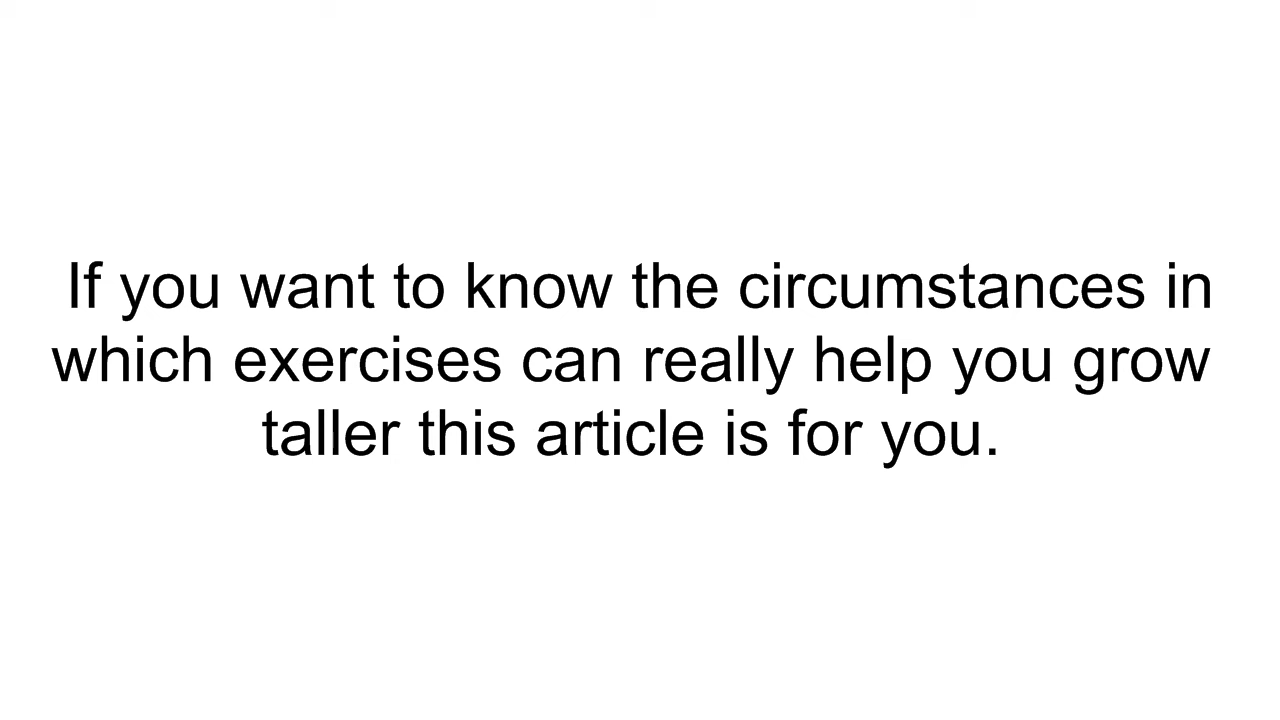 If you want to know the circumstances in
which exercises can really help you grow
taller this article is for you.